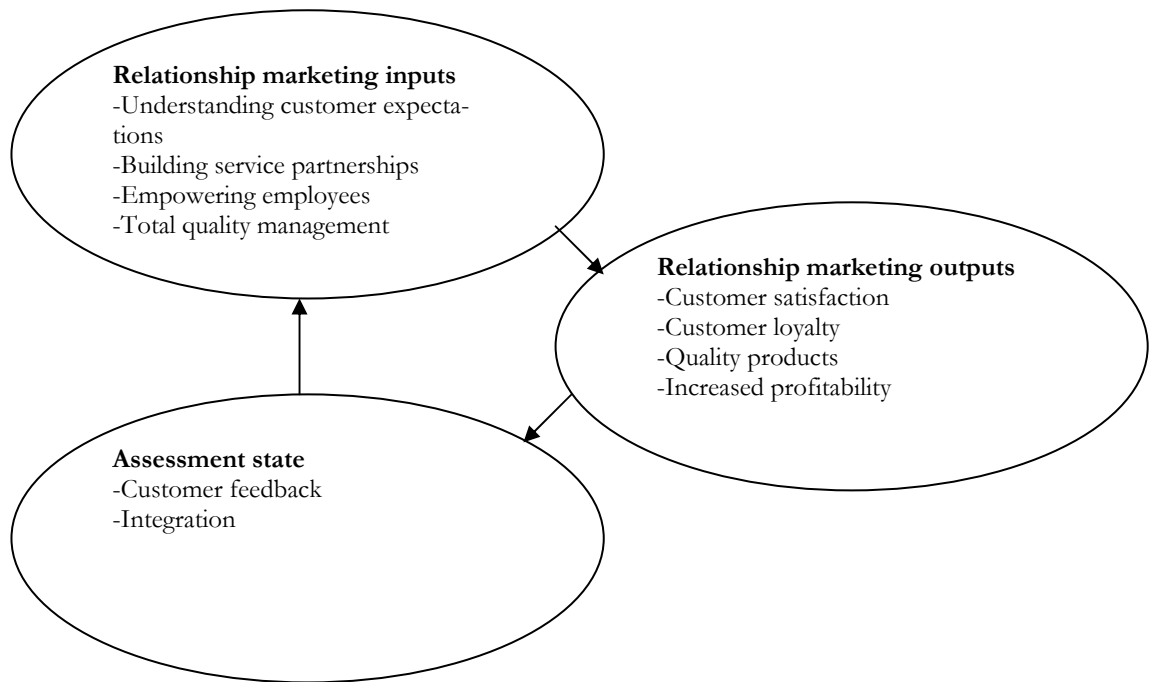 Relationship marketing inputs
-Understanding customer expecta-
tions
-Building service partnerships
-Empowering employees
-Total quality management
Relationship marketing outputs
-Customer satisfaction
-Customer loyalty
-Quality products
-Increased profitability
Assessment state
-Customer feedback
-Integration